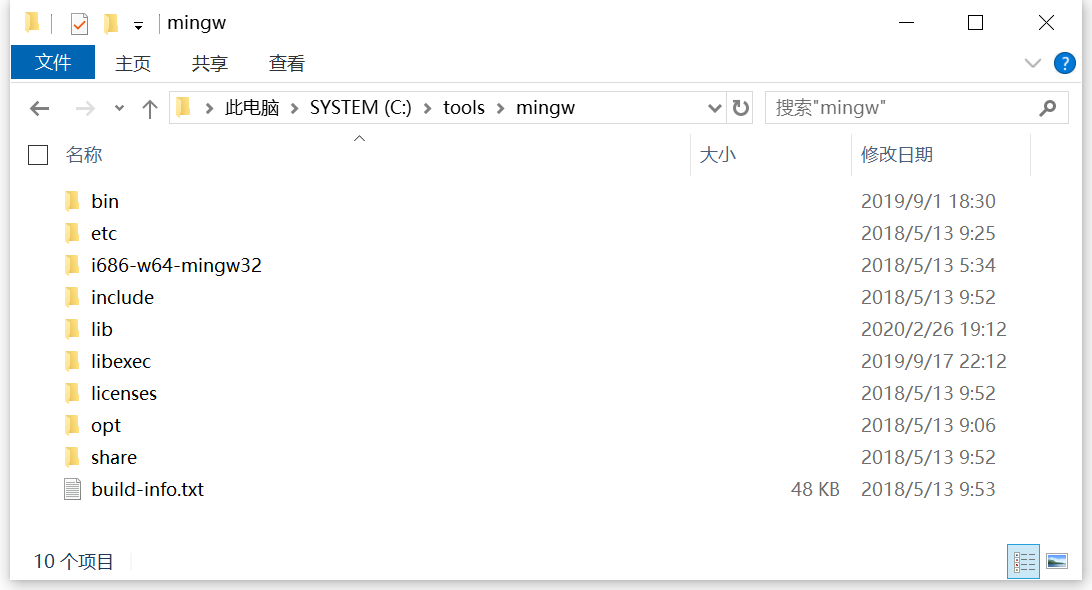 mingw
文件 主页 共享 查看
此电脑 SYSTEM (C:) tools mingw 搜索"mingw"
名称 大小 修改日期
bin 2019/9/1 18:30
etc 2018/5/13 9:25
i686-w64-mingw32 2018/5/13 5:34
include 2018/5/13 9:52
lib 2020/2/26 19:12
libexec 2019/9/17 22:12
licenses 2018/5/13 9:52
opt 2018/5/13 9:06
share 2018/5/13 9:52
build-info.txt 48 KB 2018/5/13 9:53
10 个项目